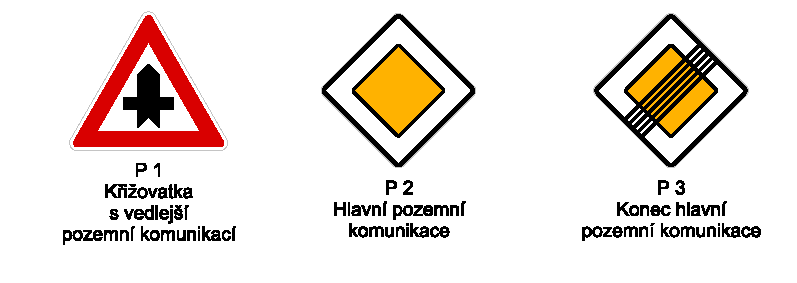 P 1
Křižovatka
s vedlejší
pozemní komunikací
P 2
Hlavní pozemní
komunikace
P 3
Konec hlavní
pozemní komunikace